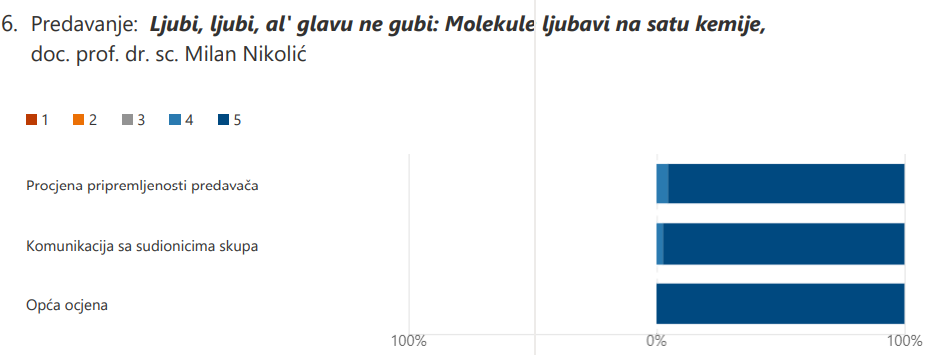 6. Predavanje: Ljubi, ljubi, al' glavu ne gubi: Molekule ljubavi na satu kemije,
doc. prof. dr. sc. Milan Nikolić
1 2 3 4 5
Procjena pripremljenosti predavača
Komunikacija sa sudionicima skupa
Opća ocjena
100% 0% 100%